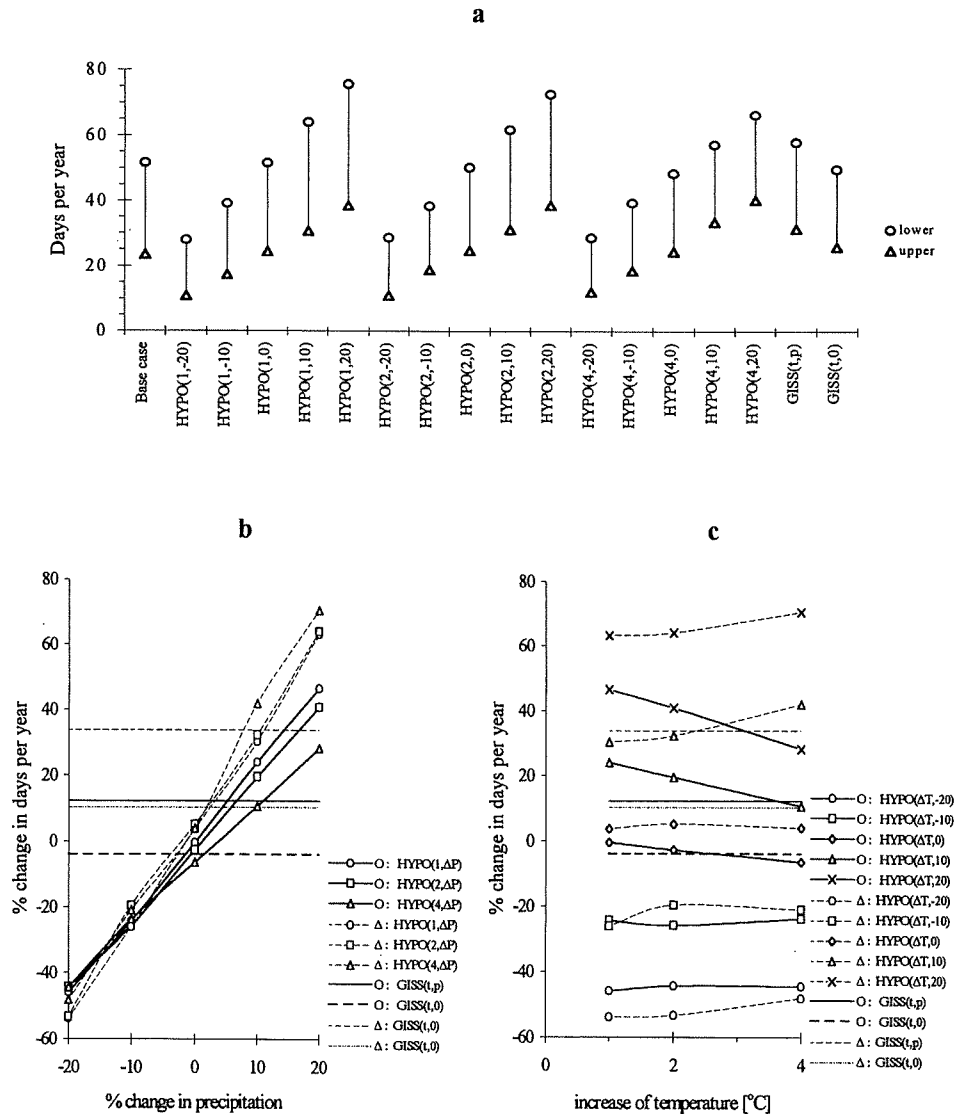 a
80
60
40
20
0
Days per year
lower
upper
Base case
HYPO(1,-20)
HYPO(1,-10)
HYPO(1,0)
HYPO(1,10)
HYPO(1,20)
HYPO(2,-20)
HYPO(2,-10)
HYPO(2,0)
HYPO(2,10)
HYPO(2,20)
HYPO(4,-20)
HYPO(4,-10)
HYPO(4,0)
HYPO(4,10)
HYPO(4,20)
GISS(t,p)
GISS(t,0)
b
80
60
40
20
0
-20
-40
-60
% change in days per year
-20
-10
0
10
20
% change in precipitation
O: HYPO(1,ΔP)
O: HYPO(2,ΔP)
O: HYPO(4,ΔP)
Δ: HYPO(1,ΔP)
Δ: HYPO(2,ΔP)
Δ: HYPO(4,ΔP)
O: GISS(t,p)
O: GISS(t,0)
Δ: GISS(t,0)
Δ: GISS(t,0)
c
80
60
40
20
0
-20
-40
-60
% change in days per year
0
2
4
increase of temperature [°C]
O: HYPO(ΔT,-20)
O: HYPO(ΔT,-10)
O: HYPO(ΔT,0)
O: HYPO(ΔT,10)
O: HYPO(ΔT,20)
Δ: HYPO(ΔT,-20)
Δ: HYPO(ΔT,-10)
Δ: HYPO(ΔT,0)
Δ: HYPO(ΔT,10)
Δ: HYPO(ΔT,20)
O: GISS(t,p)
O: GISS(t,0)
Δ: GISS(t,p)
Δ: GISS(t,0)